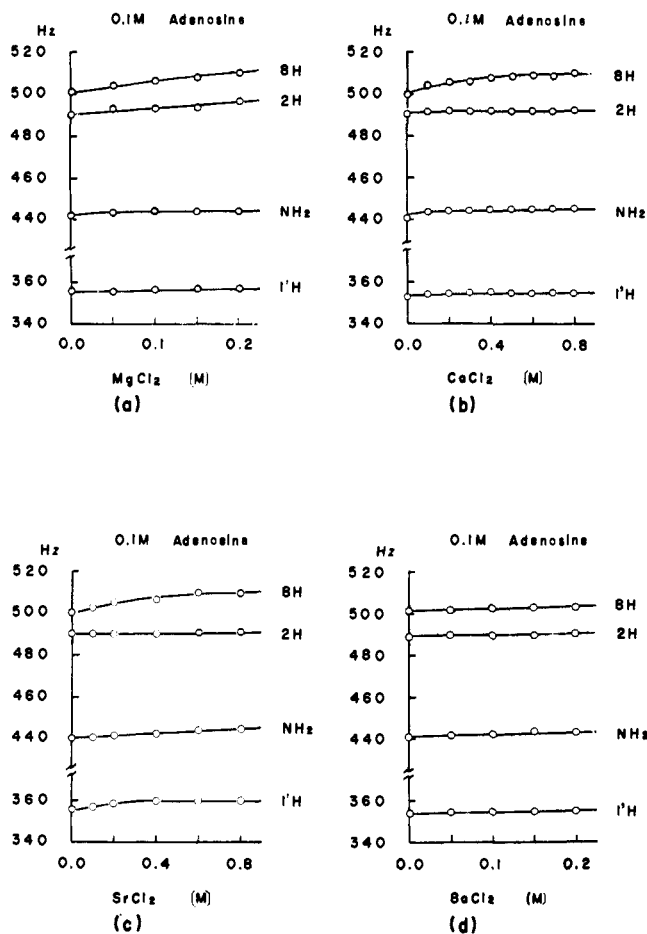 0.1M Adenosine
Hz
520
500
480
460
440
360
340
8H
2H
NH2
1'H
0.0 0.1 0.2
MgCl2 (M)
(a)
0.1M Adenosine
Hz
520
500
480
460
440
360
340
8H
2H
NH2
1'H
0.0 0.4 0.8
CaCl2 (M)
(b)
0.1M Adenosine
Hz
520
500
480
460
440
360
340
8H
2H
NH2
1'H
0.0 0.4 0.8
SrCl2 (M)
(c)
0.1M Adenosine
Hz
520
500
480
460
440
360
340
8H
2H
NH2
1'H
0.0 0.1 0.2
BaCl2 (M)
(d)